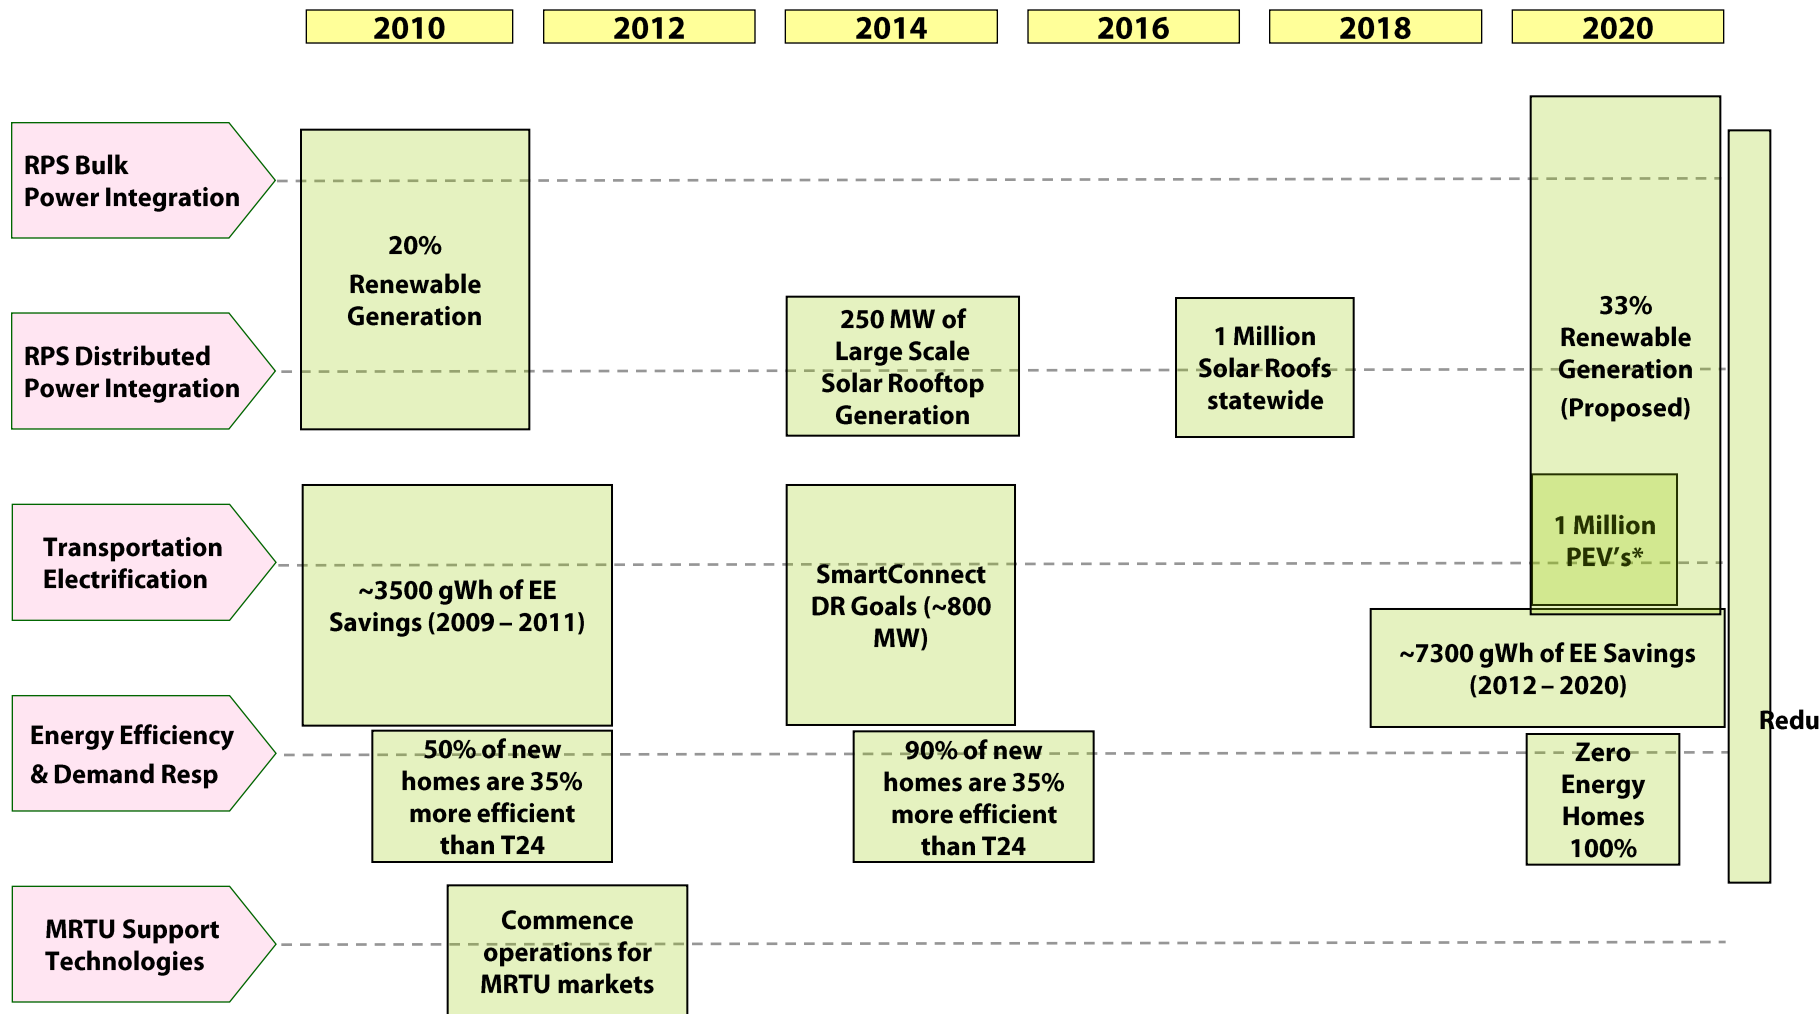 2010
2012
2014
2016
2018
2020
RPS Bulk
Power Integration
20%
Renewable
Generation
RPS Distributed
Power Integration
250 MW of
Large Scale
Solar Rooftop
Generation
1 Million
Solar Roofs
statewide
33%
Renewable
Generation
(Proposed)
Transportation
Electrification
~3500 gWh of EE
Savings (2009 – 2011)
SmartConnect
DR Goals (~800
MW)
1 Million
PEV’s*
~7300 gWh of EE Savings
(2012 – 2020)
Redu
Energy Efficiency
& Demand Resp
50% of new
homes are 35%
more efficient
than T24
90% of new
homes are 35%
more efficient
than T24
Zero
Energy
Homes
100%
MRTU Support
Technologies
Commence
operations for
MRTU markets